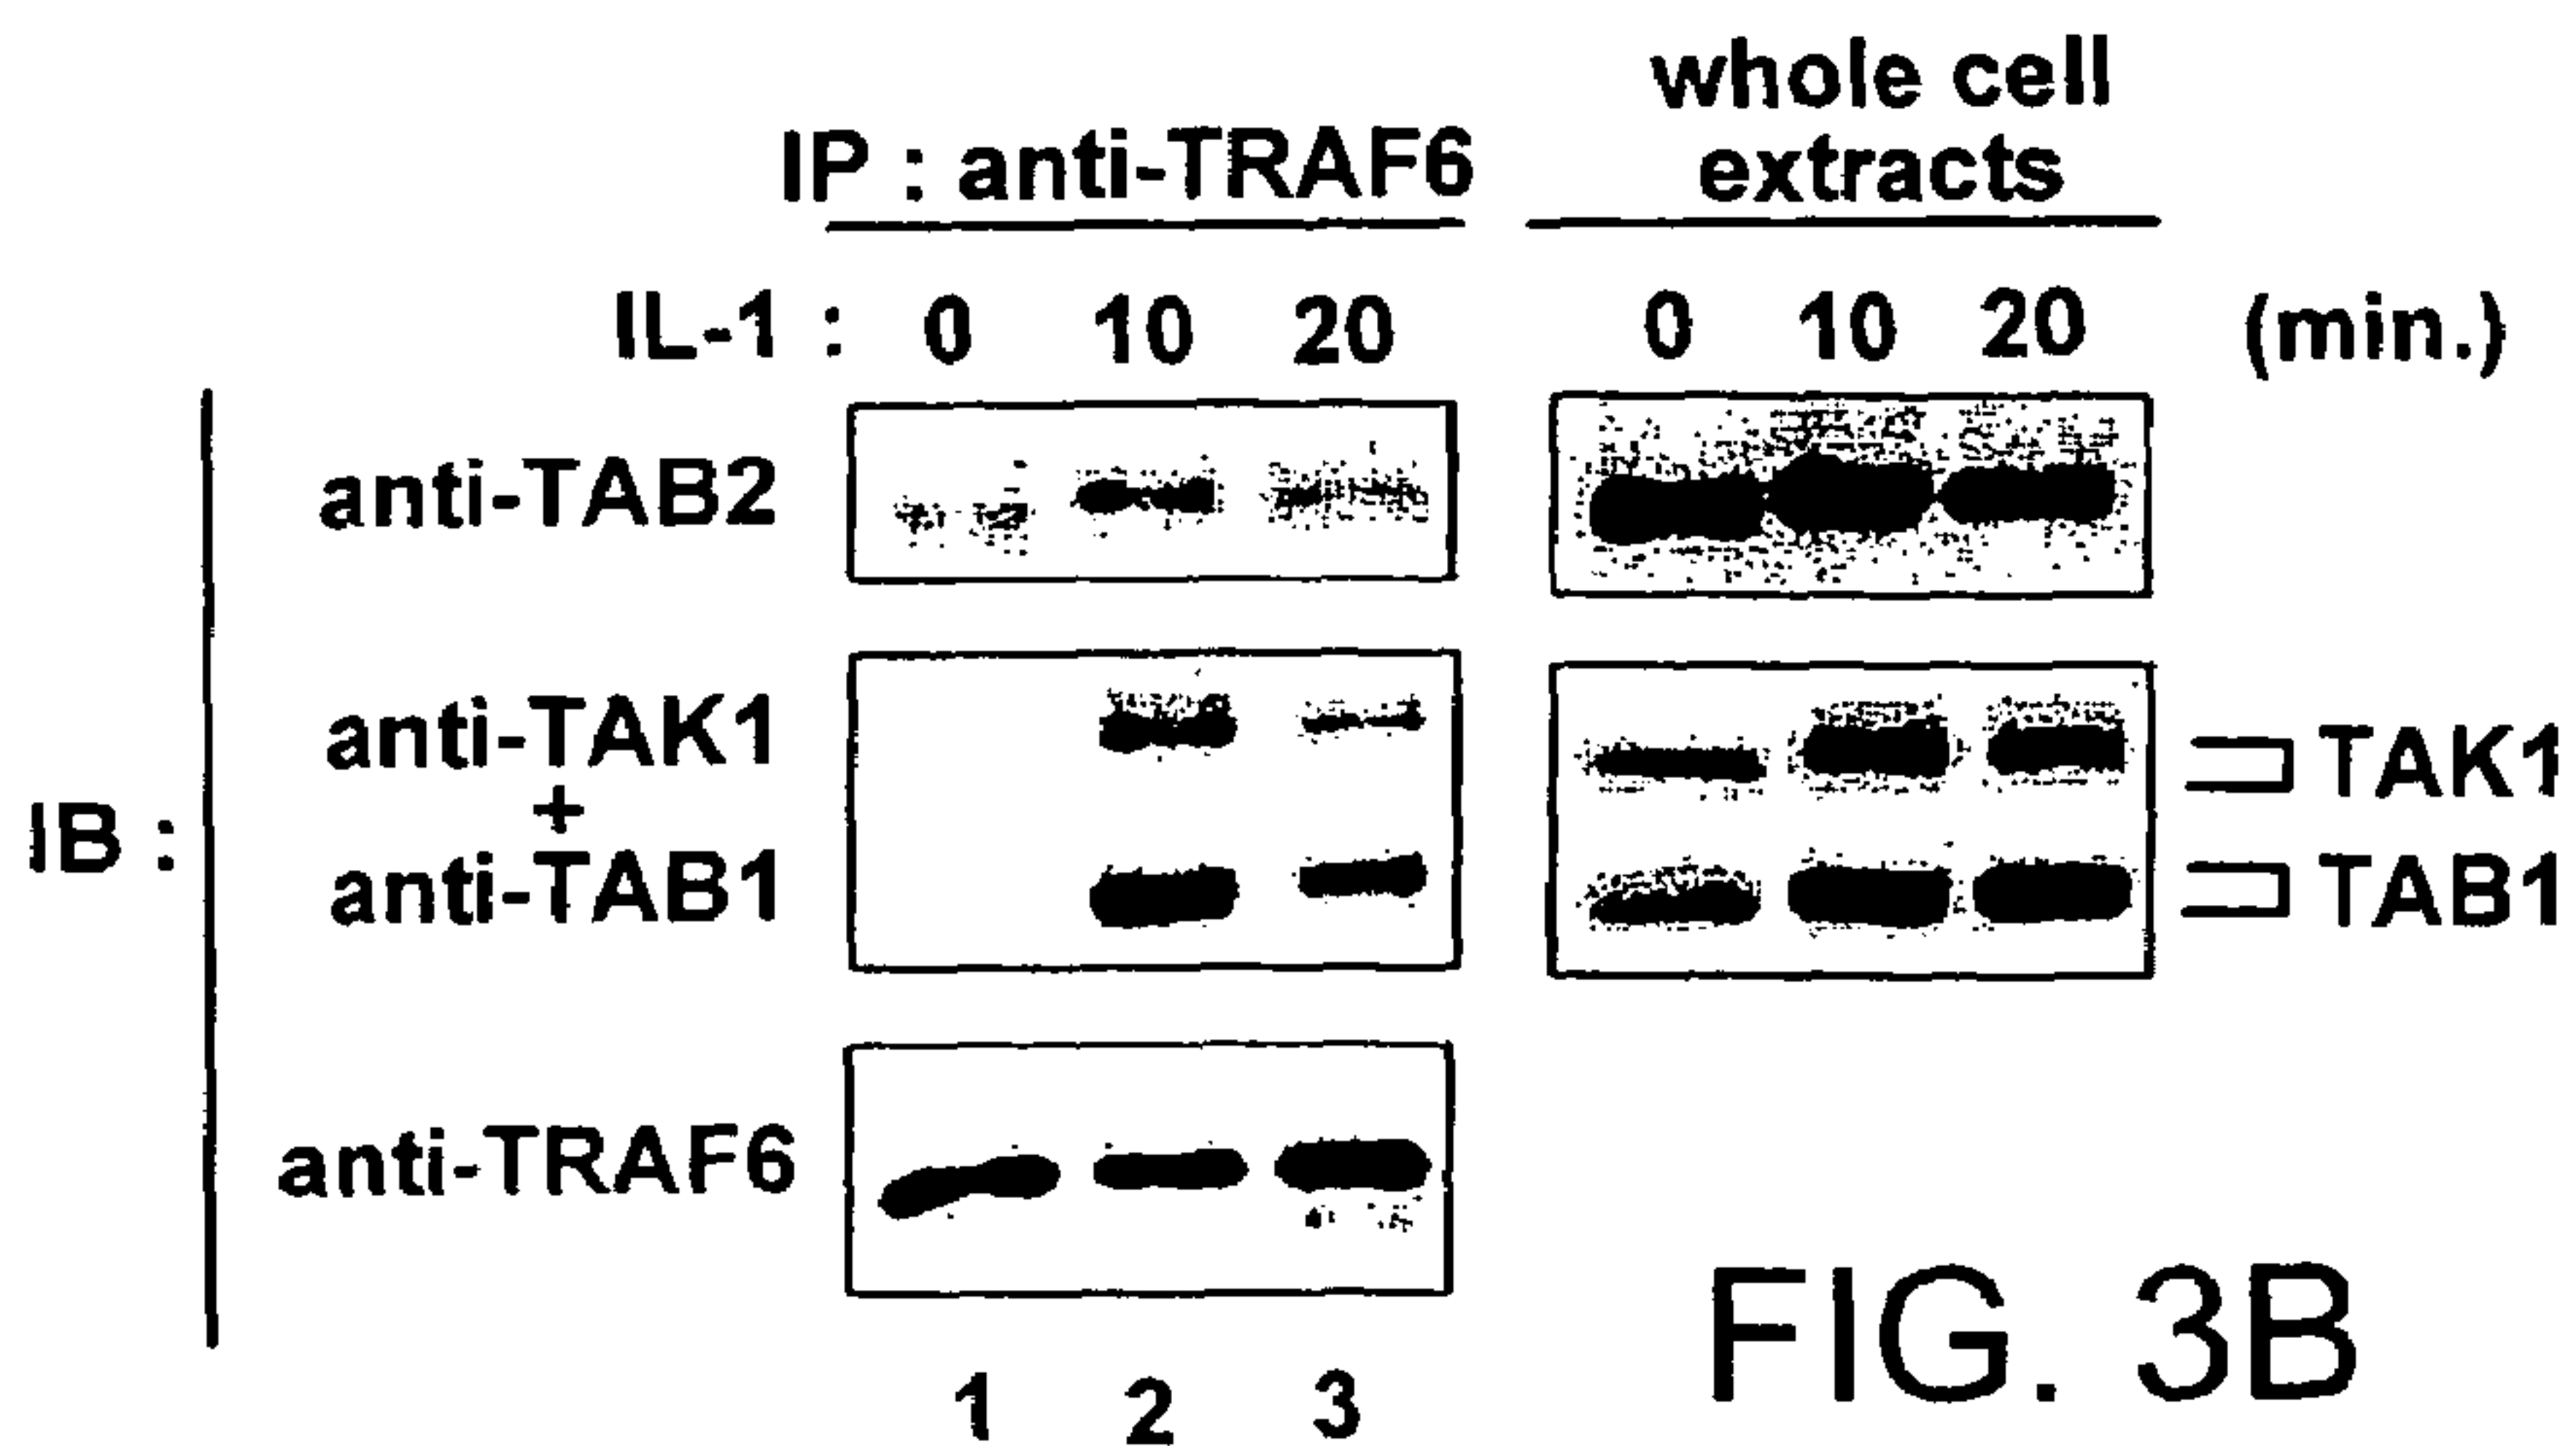 whole cell
IP : anti-TRAF6 extracts
IL-1 : 0 10 20 0 10 20 (min.)
anti-TAB2
anti-TAK1 TAK1
+
IB :
anti-TAB1 TAB1
anti-TRAF6
1 2 3
FIG. 3B